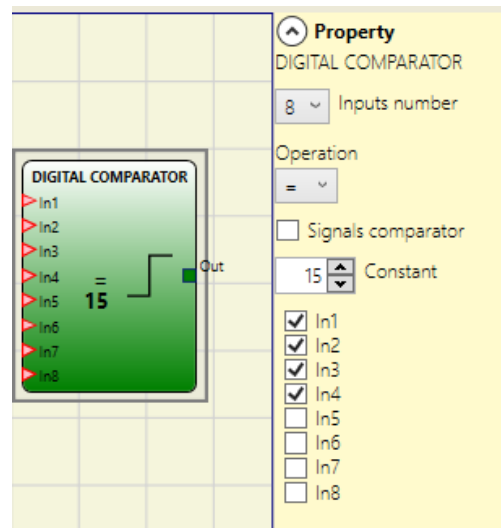 DIGITAL COMPARATOR
In1
In2
In3
In4
In5
In6
In7
In8
=
15
Out
Property
DIGITAL COMPARATOR
8 Inputs number
Operation
=
Signals comparator
15 Constant
In1
In2
In3
In4
In5
In6
In7
In8